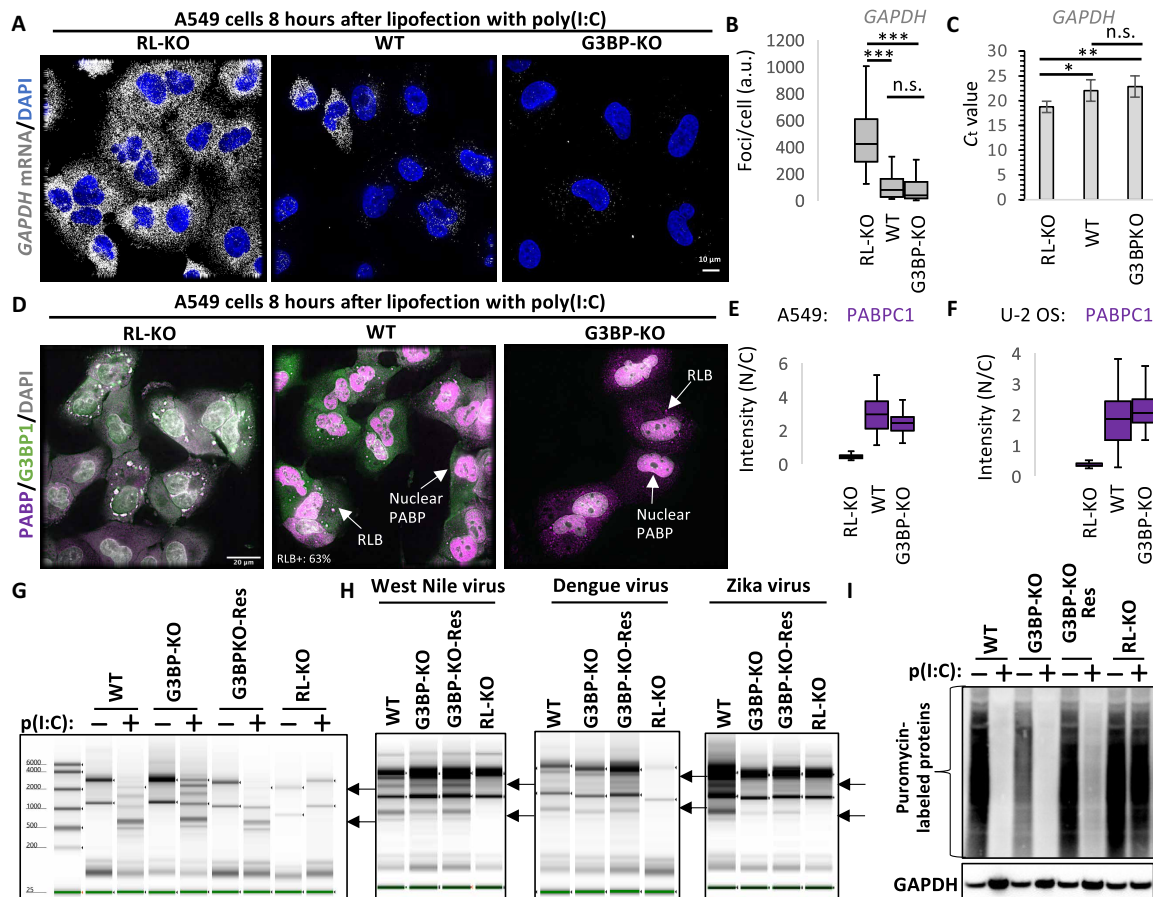 A
A549 cells 8 hours after lipofection with poly(I:C)
RL-KO
WT
G3BP-KO
GAPDH mRNA/DAPI
10 µm
B
GAPDH
***
***
n.s.
Foci/cell (a.u.)
1200
1000
800
600
400
200
0
RL-KO
WT
G3BP-KO
C
GAPDH
n.s.
**
*
Ct value
30
25
20
15
10
5
0
RL-KO
WT
G3BPKO
D
A549 cells 8 hours after lipofection with poly(I:C)
RL-KO
WT
G3BP-KO
PABP/G3BP1/DAPI
20 µm
Nuclear
PABP
RLB
RLB+: 63%
RLB
Nuclear
PABP
E
A549: PABPC1
Intensity (N/C)
6
4
2
0
RL-KO
WT
G3BP-KO
F
U-2 OS: PABPC1
Intensity (N/C)
4
3
2
1
0
RL-KO
WT
G3BP-KO
G
WT
G3BP-KO
G3BPKO-Res
RL-KO
p(I:C): − + − + − + − +
6000
4000
2000
1000
500
200
25
H
West Nile virus
WT
G3BP-KO
G3BP-KO-Res
RL-KO
Dengue virus
WT
G3BP-KO
G3BP-KO-Res
RL-KO
Zika virus
WT
G3BP-KO
G3BP-KO-Res
RL-KO
I
WT
G3BP-KO
G3BP-KO
Res
RL-KO
p(I:C): − + − + − + − +
Puromycin-
labeled proteins
GAPDH